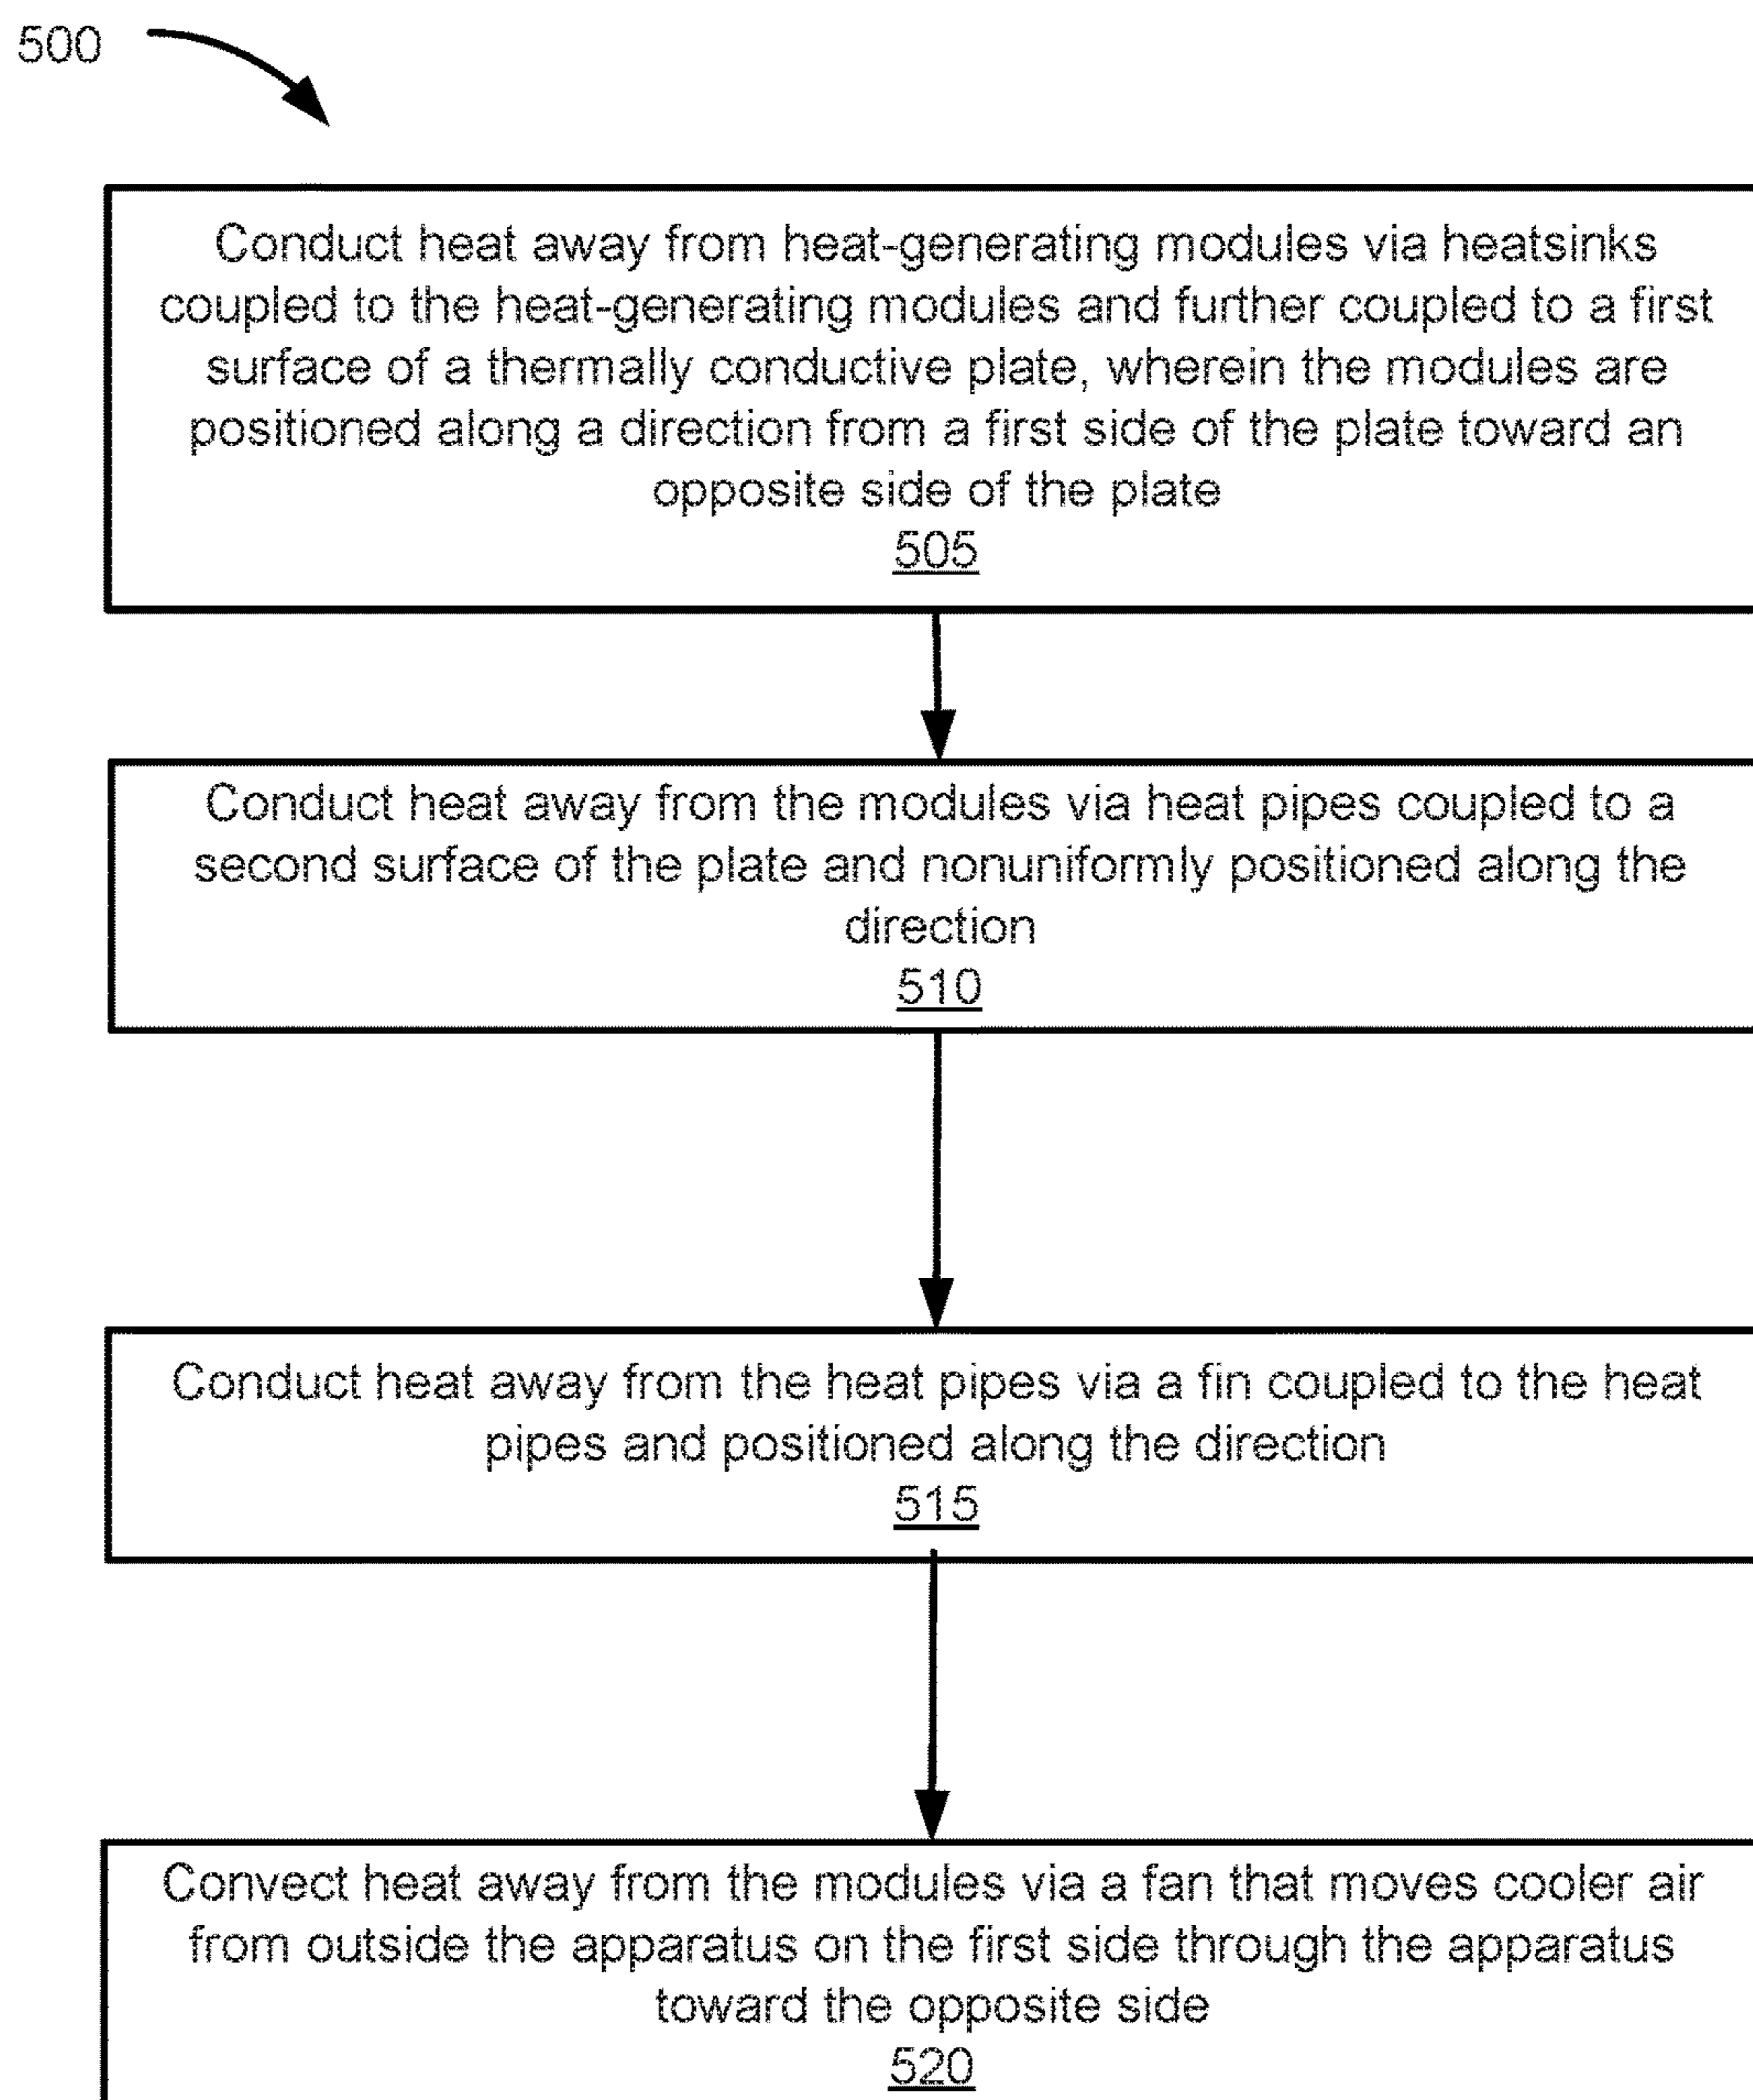 500
Conduct heat away from heat-generating modules via heatsinks
coupled to the heat-generating modules and further coupled to a first
surface of a thermally conductive plate, wherein the modules are
positioned along a direction from a first side of the plate toward an
opposite side of the plate
505
Conduct heat away from the modules via heat pipes coupled to a
second surface of the plate and nonuniformly positioned along the
direction
510
Conduct heat away from the heat pipes via a fin coupled to the heat
pipes and positioned along the direction
515
Convect heat away from the modules via a fan that moves cooler air
from outside the apparatus on the first side through the apparatus
toward the opposite side
520